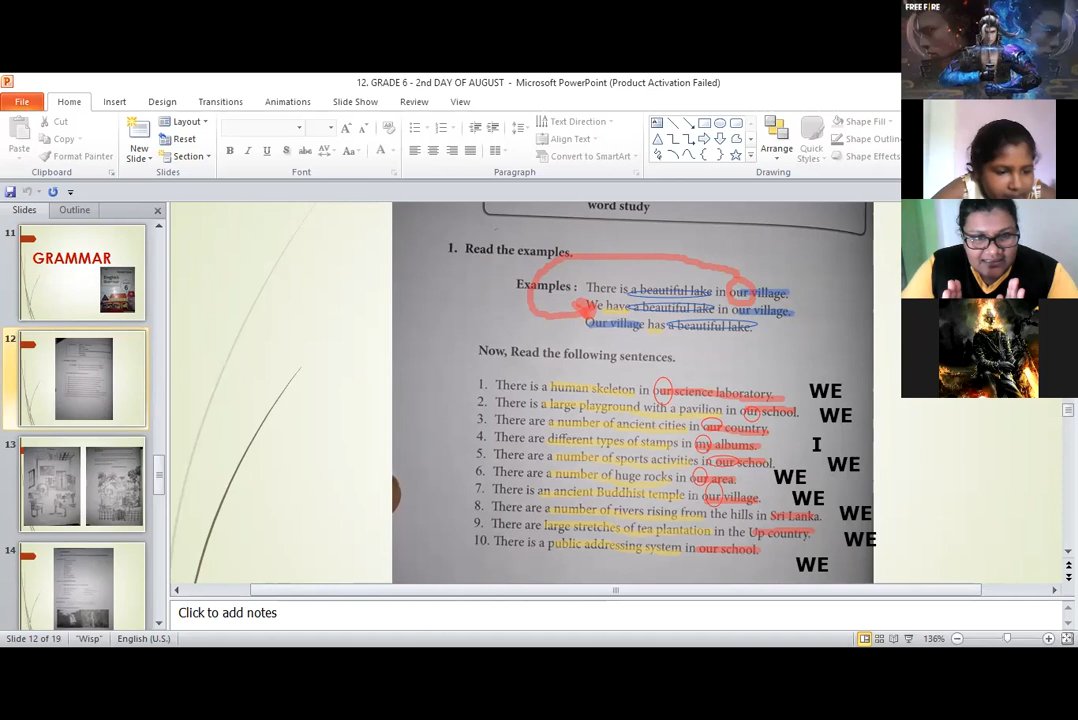 FREE FIRE
12. GRADE 6 - 2nd DAY OF AUGUST - Microsoft PowerPoint (Product Activation Failed)
File Home Insert Design Transitions Animations Slide Show Review View
Cut
Copy
Format Painter
Paste
Clipboard
New
Slide
Layout
Reset
Section
Slides
Font
Text Direction
Align Text
Convert to SmartArt
Paragraph
Arrange
Quick
Styles
Shape Fill
Shape Outline
Shape Effects
Drawing
Slides Outline
11
GRAMMAR
English
12
13
14
word study
1. Read the examples.
Examples : There is a beautiful lake in our village.
We have a beautiful lake in our village.
Our village has a beautiful lake.
Now, Read the following sentences.
1. There is a human skeleton in our science laboratory. WE
2. There is a large playground with a pavilion in our school. WE
3. There are a number of ancient cities in our country.
4. There are different types of stamps in my albums. I
5. There are a number of sports activities in our school. WE
6. There are a number of huge rocks in our area. WE
7. There is an ancient Buddhist temple in our village. WE
8. There are a number of rivers rising from the hills in Sri Lanka. WE
9. There are large stretches of tea plantation in the Up country. WE
10. There is a public addressing system in our school. WE
Click to add notes
Slide 12 of 19 "Wisp" English (U.S.) 136%